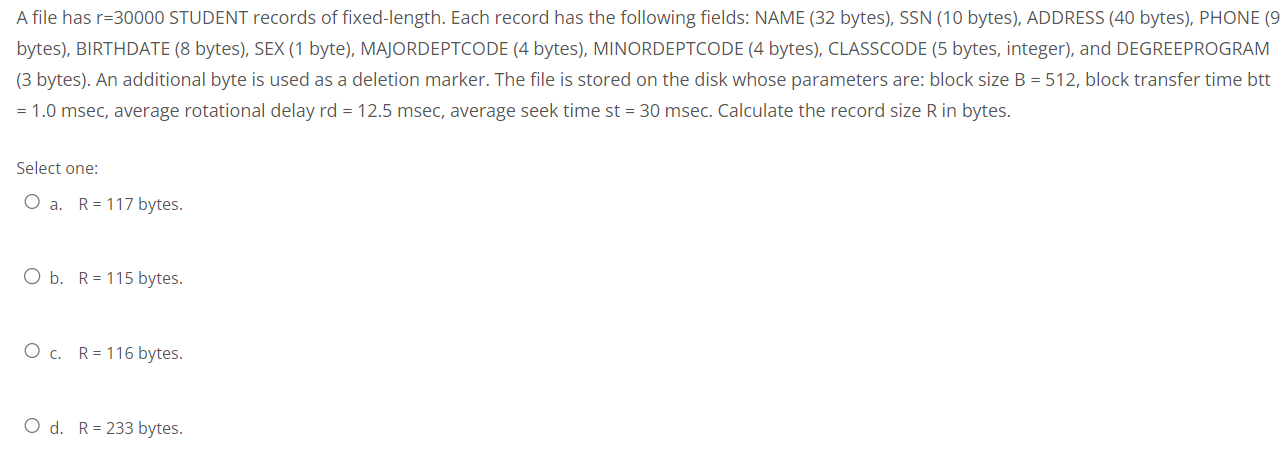 A file has r=30000 STUDENT records of fixed-length. Each record has the following fields: NAME (32 bytes), SSN (10 bytes), ADDRESS (40 bytes), PHONE (9
bytes), BIRTHDATE (8 bytes), SEX (1 byte), MAJORDEPTCODE (4 bytes), MINORDEPTCODE (4 bytes), CLASSCODE (5 bytes, integer), and DEGREEPROGRAM
(3 bytes). An additional byte is used as a deletion marker. The file is stored on the disk whose parameters are: block size B = 512, block transfer time btt
= 1.0 msec, average rotational delay rd = 12.5 msec, average seek time st = 30 msec. Calculate the record size R in bytes.
Select one:
a. R = 117 bytes.
b. R = 115 bytes.
c. R = 116 bytes.
d. R = 233 bytes.